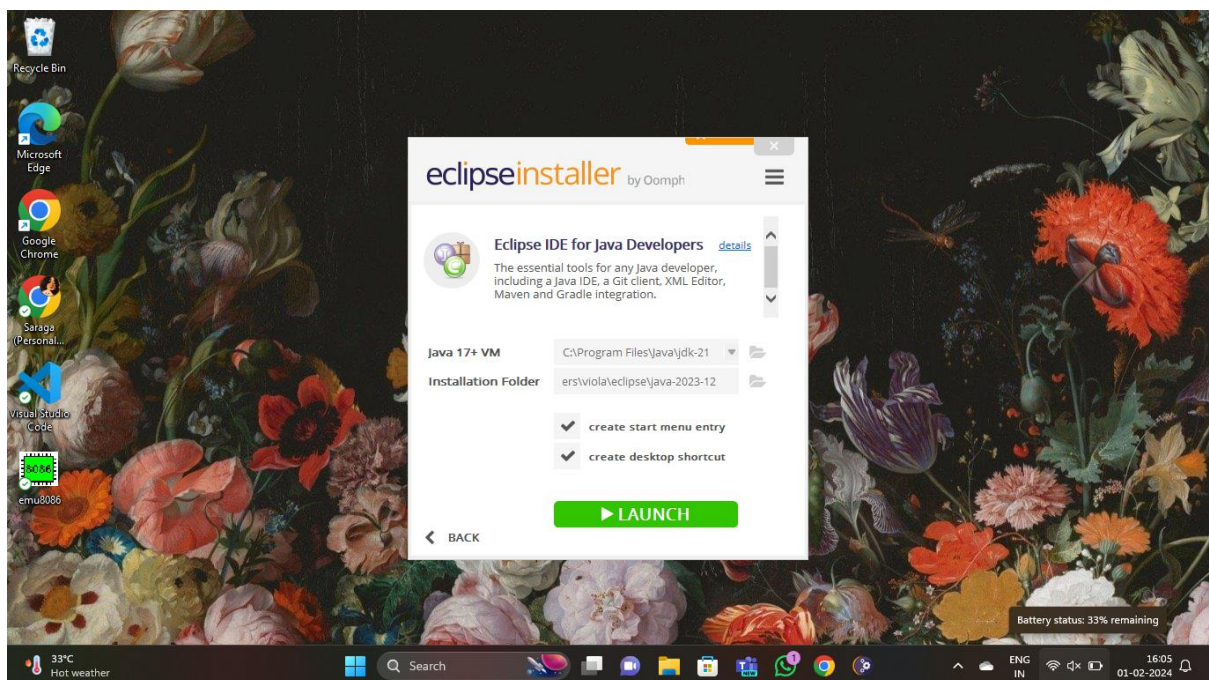 Recycle Bin
Microsoft
Edge
Google
Chrome
Saraga
(Personal...
Visual Studio
Code
8086
emu8086
eclipseinstaller by Oomph
Eclipse IDE for Java Developers details
The essential tools for any Java developer,
including a Java IDE, a Git client, XML Editor,
Maven and Gradle integration.
Java 17+ VM C:\Program Files\Java\jdk-21
Installation Folder ers\viola\eclipse\java-2023-12
create start menu entry
create desktop shortcut
LAUNCH
BACK
Battery status: 33% remaining
33°C
Hot weather
Search
NEW
1
ENG
IN
16:05
01-02-2024